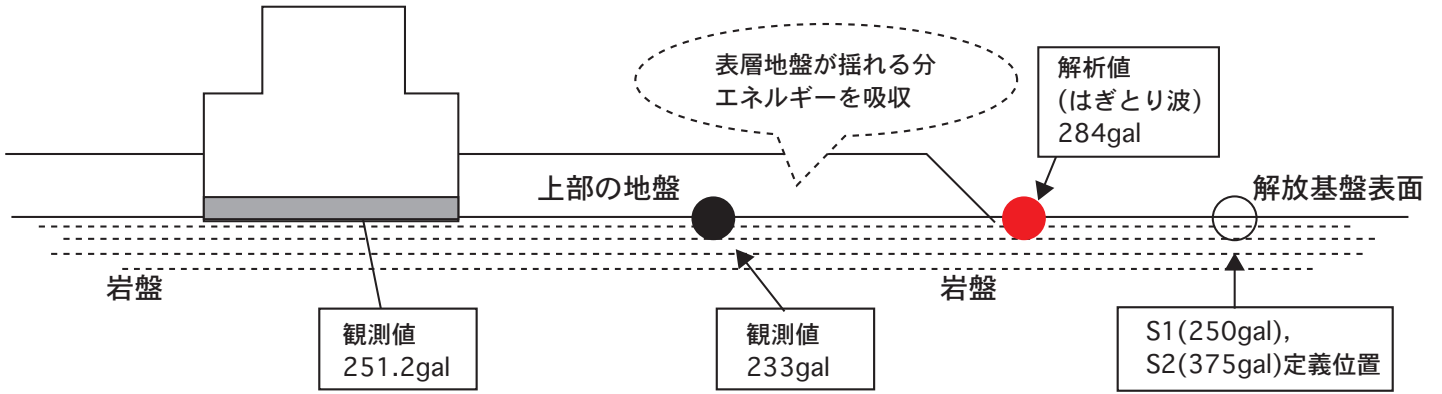 表層地盤が揺れる分
エネルギーを吸収
解析値
(はぎとり波)
284gal
上部の地盤
解放基盤表面
岩盤
岩盤
観測値
251.2gal
観測値
233gal
S1(250gal),
S2(375gal)定義位置